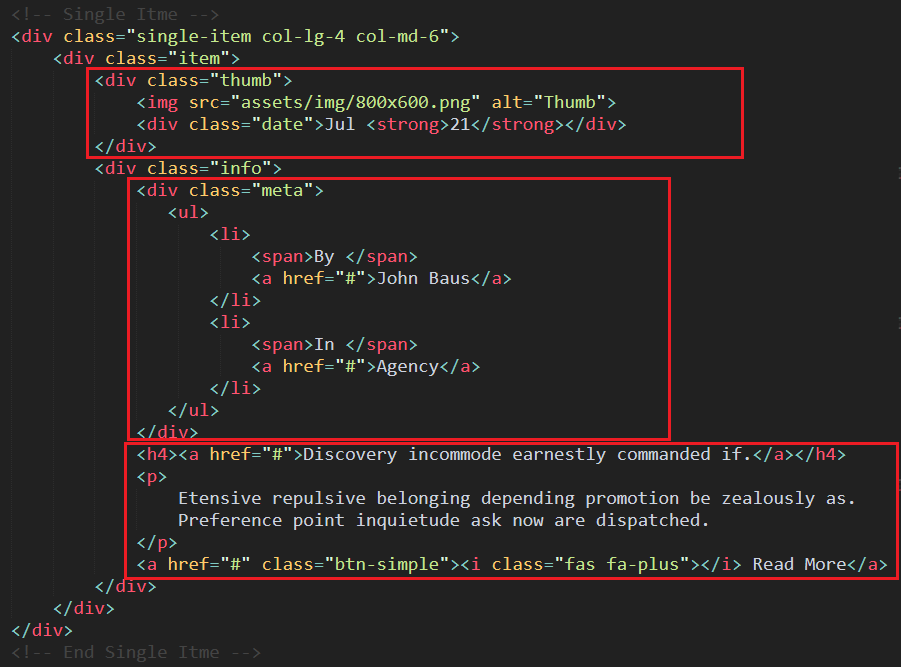 <!-- Single Itme -->
<div class="single-item col-lg-4 col-md-6">
    <div class="item">
        <div class="thumb">
            <img src="assets/img/800x600.png" alt="Thumb">
            <div class="date">Jul <strong>21</strong></div>
        </div>
        <div class="info">
            <div class="meta">
               <ul>
                   <li>
                       <span>By </span>
                       <a href="#">John Baus</a>
                   </li>
                   <li>
                       <span>In </span>
                       <a href="#">Agency</a>
                   </li>
               </ul>
            </div>
            <h4><a href="#">Discovery incommode earnestly commanded if.</a></h4>
            <p>
                Etensive repulsive belonging depending promotion be zealously as.
                Preference point inquietude ask now are dispatched.
            </p>
            <a href="#" class="btn-simple"><i class="fas fa-plus"></i> Read More</a>
        </div>
    </div>
</div>
<!-- End Single Itme -->